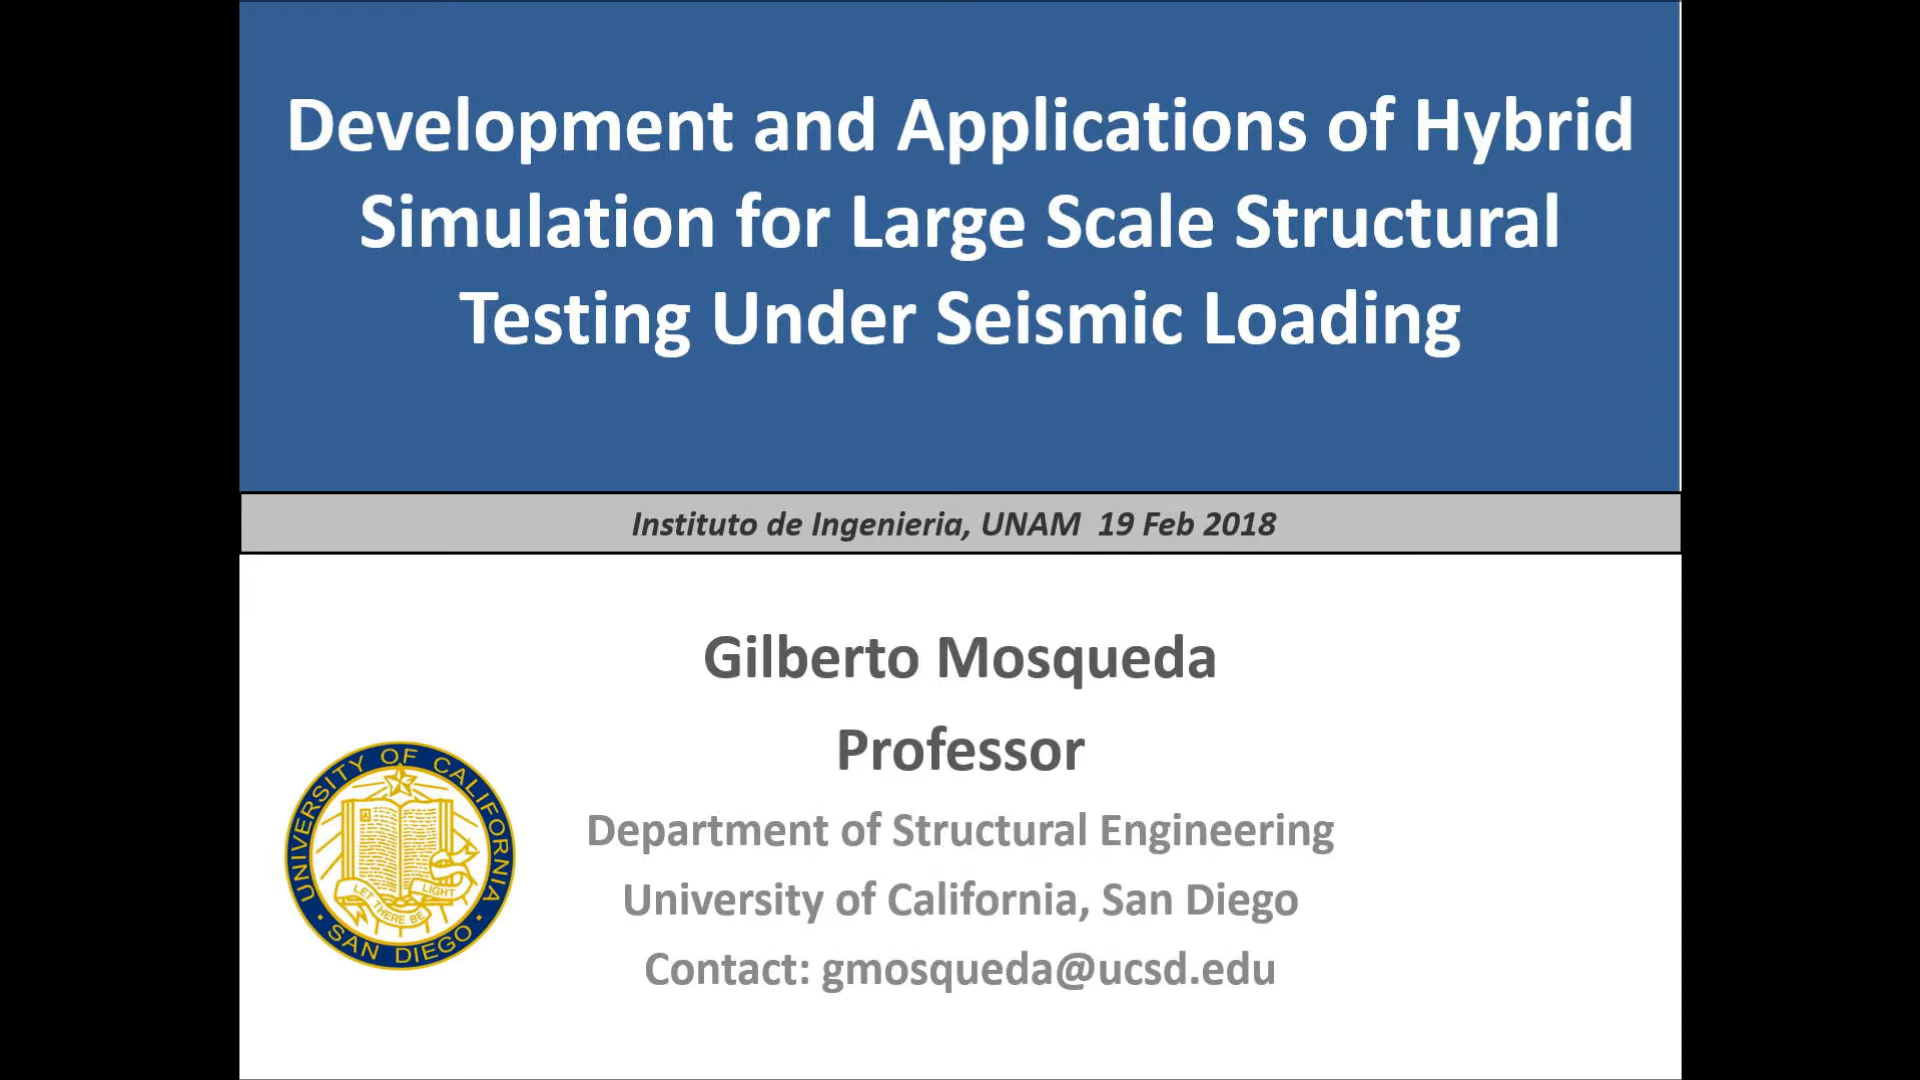 Development and Applications of Hybrid
Simulation for Large Scale Structural
Testing Under Seismic Loading
Instituto de Ingenieria, UNAM 19 Feb 2018
Gilberto Mosqueda
Professor
Department of Structural Engineering
University of California, San Diego
Contact: gmosqueda@ucsd.edu
UNIVERSITY OF CALIFORNIA
SAN DIEGO
LET THERE BE LIGHT